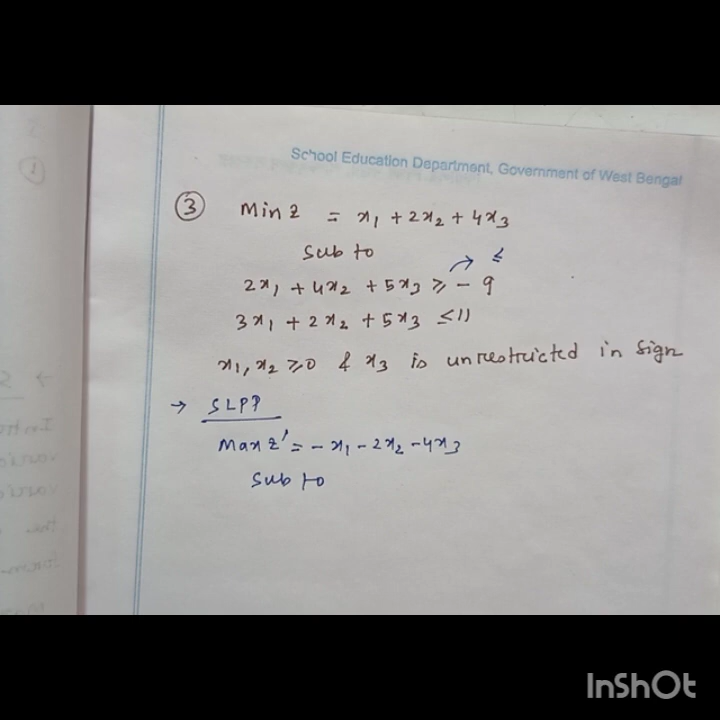 School Education Department, Government of West Bengal
③ Min z = x₁ + 2x₂ + 4x₃
Sub to
≤
2x₁ + 4x₂ + 5x₃ ≥ - 9
3x₁ + 2x₂ + 5x₃ ≤ 11
x₁, x₂ ≥ 0 & x₃ is unrestricted in sign
→ SLPP
Max z' = - x₁ - 2x₂ - 4x₃
Sub to
InShOt